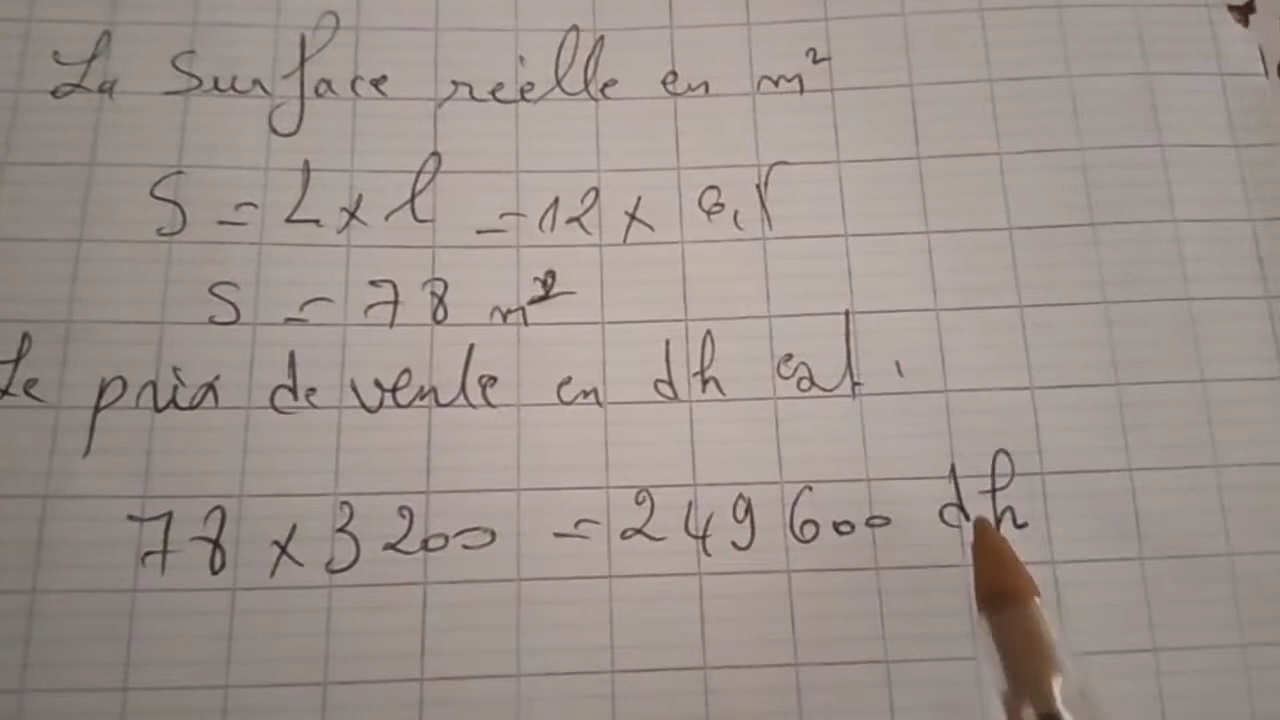 La Surface réelle en m²
S = L x l = 12 x 6,5
S = 78 m²
Le prix de vente en dh est.
78 x 3200 = 249600 dh